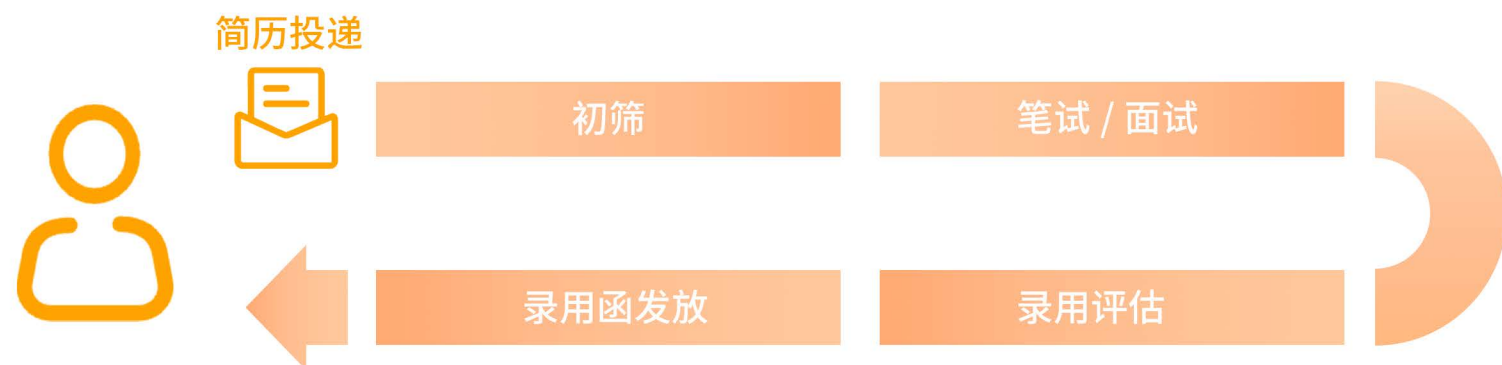 简历投递
初筛
笔试 / 面试
录用评估
录用函发放